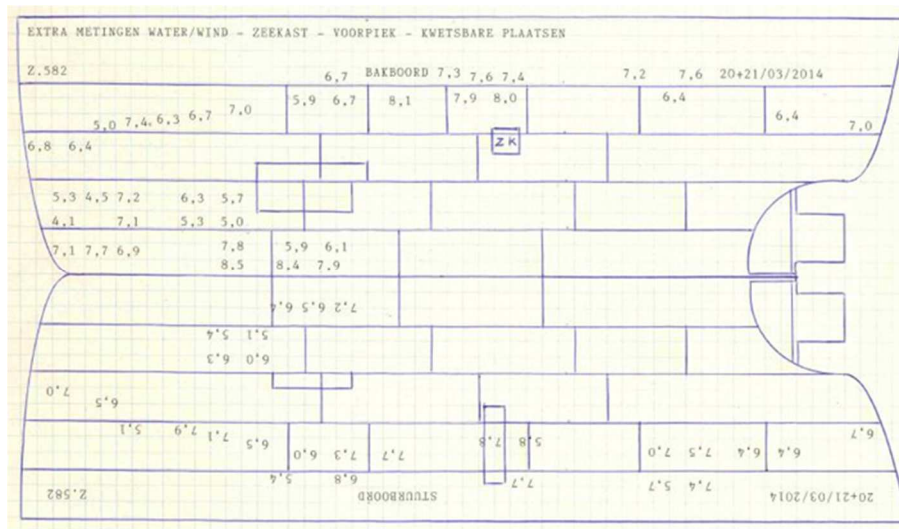 EXTRA METINGEN WATER/WIND - ZEEKAST - VOORPIEK - KWETSBARE PLAATSEN
Z.582 6,7 BAKBOORD 7,3 7,6 7,4 7,2 7,6 20+21/03/2014
5,0 7,4 6,3 6,7 7,0 5,9 6,7 8,1 7,9 8,0 6,4 6,4 7,0
6,8 6,4 ZK
5,3 4,5 7,2 6,3 5,7
4,1 7,1 5,3 5,0
7,1 7,7 6,9 7,8 5,9 6,1
8,5 8,4 7,9
7,2 6,5 6,4
5,1 5,4
6,0 6,3
7,0
6,5
5,1 7,9 7,1 6,5 6,0 7,3 7,7 7,8 5,8 7,0 7,5 6,4 6,4 6,7
5,4 6,8 7,7 5,7 7,4
Z.582 STUURBOORD 20+21/03/2014